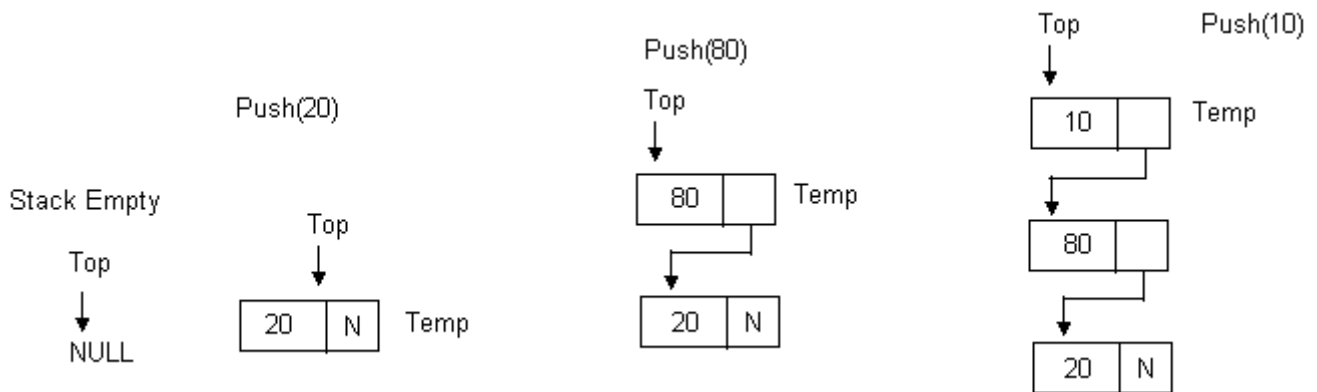 Stack Empty
Top
NULL
Push(20)
Top
20 N Temp
Push(80)
Top
80 Temp
20 N
Top Push(10)
10 Temp
80
20 N